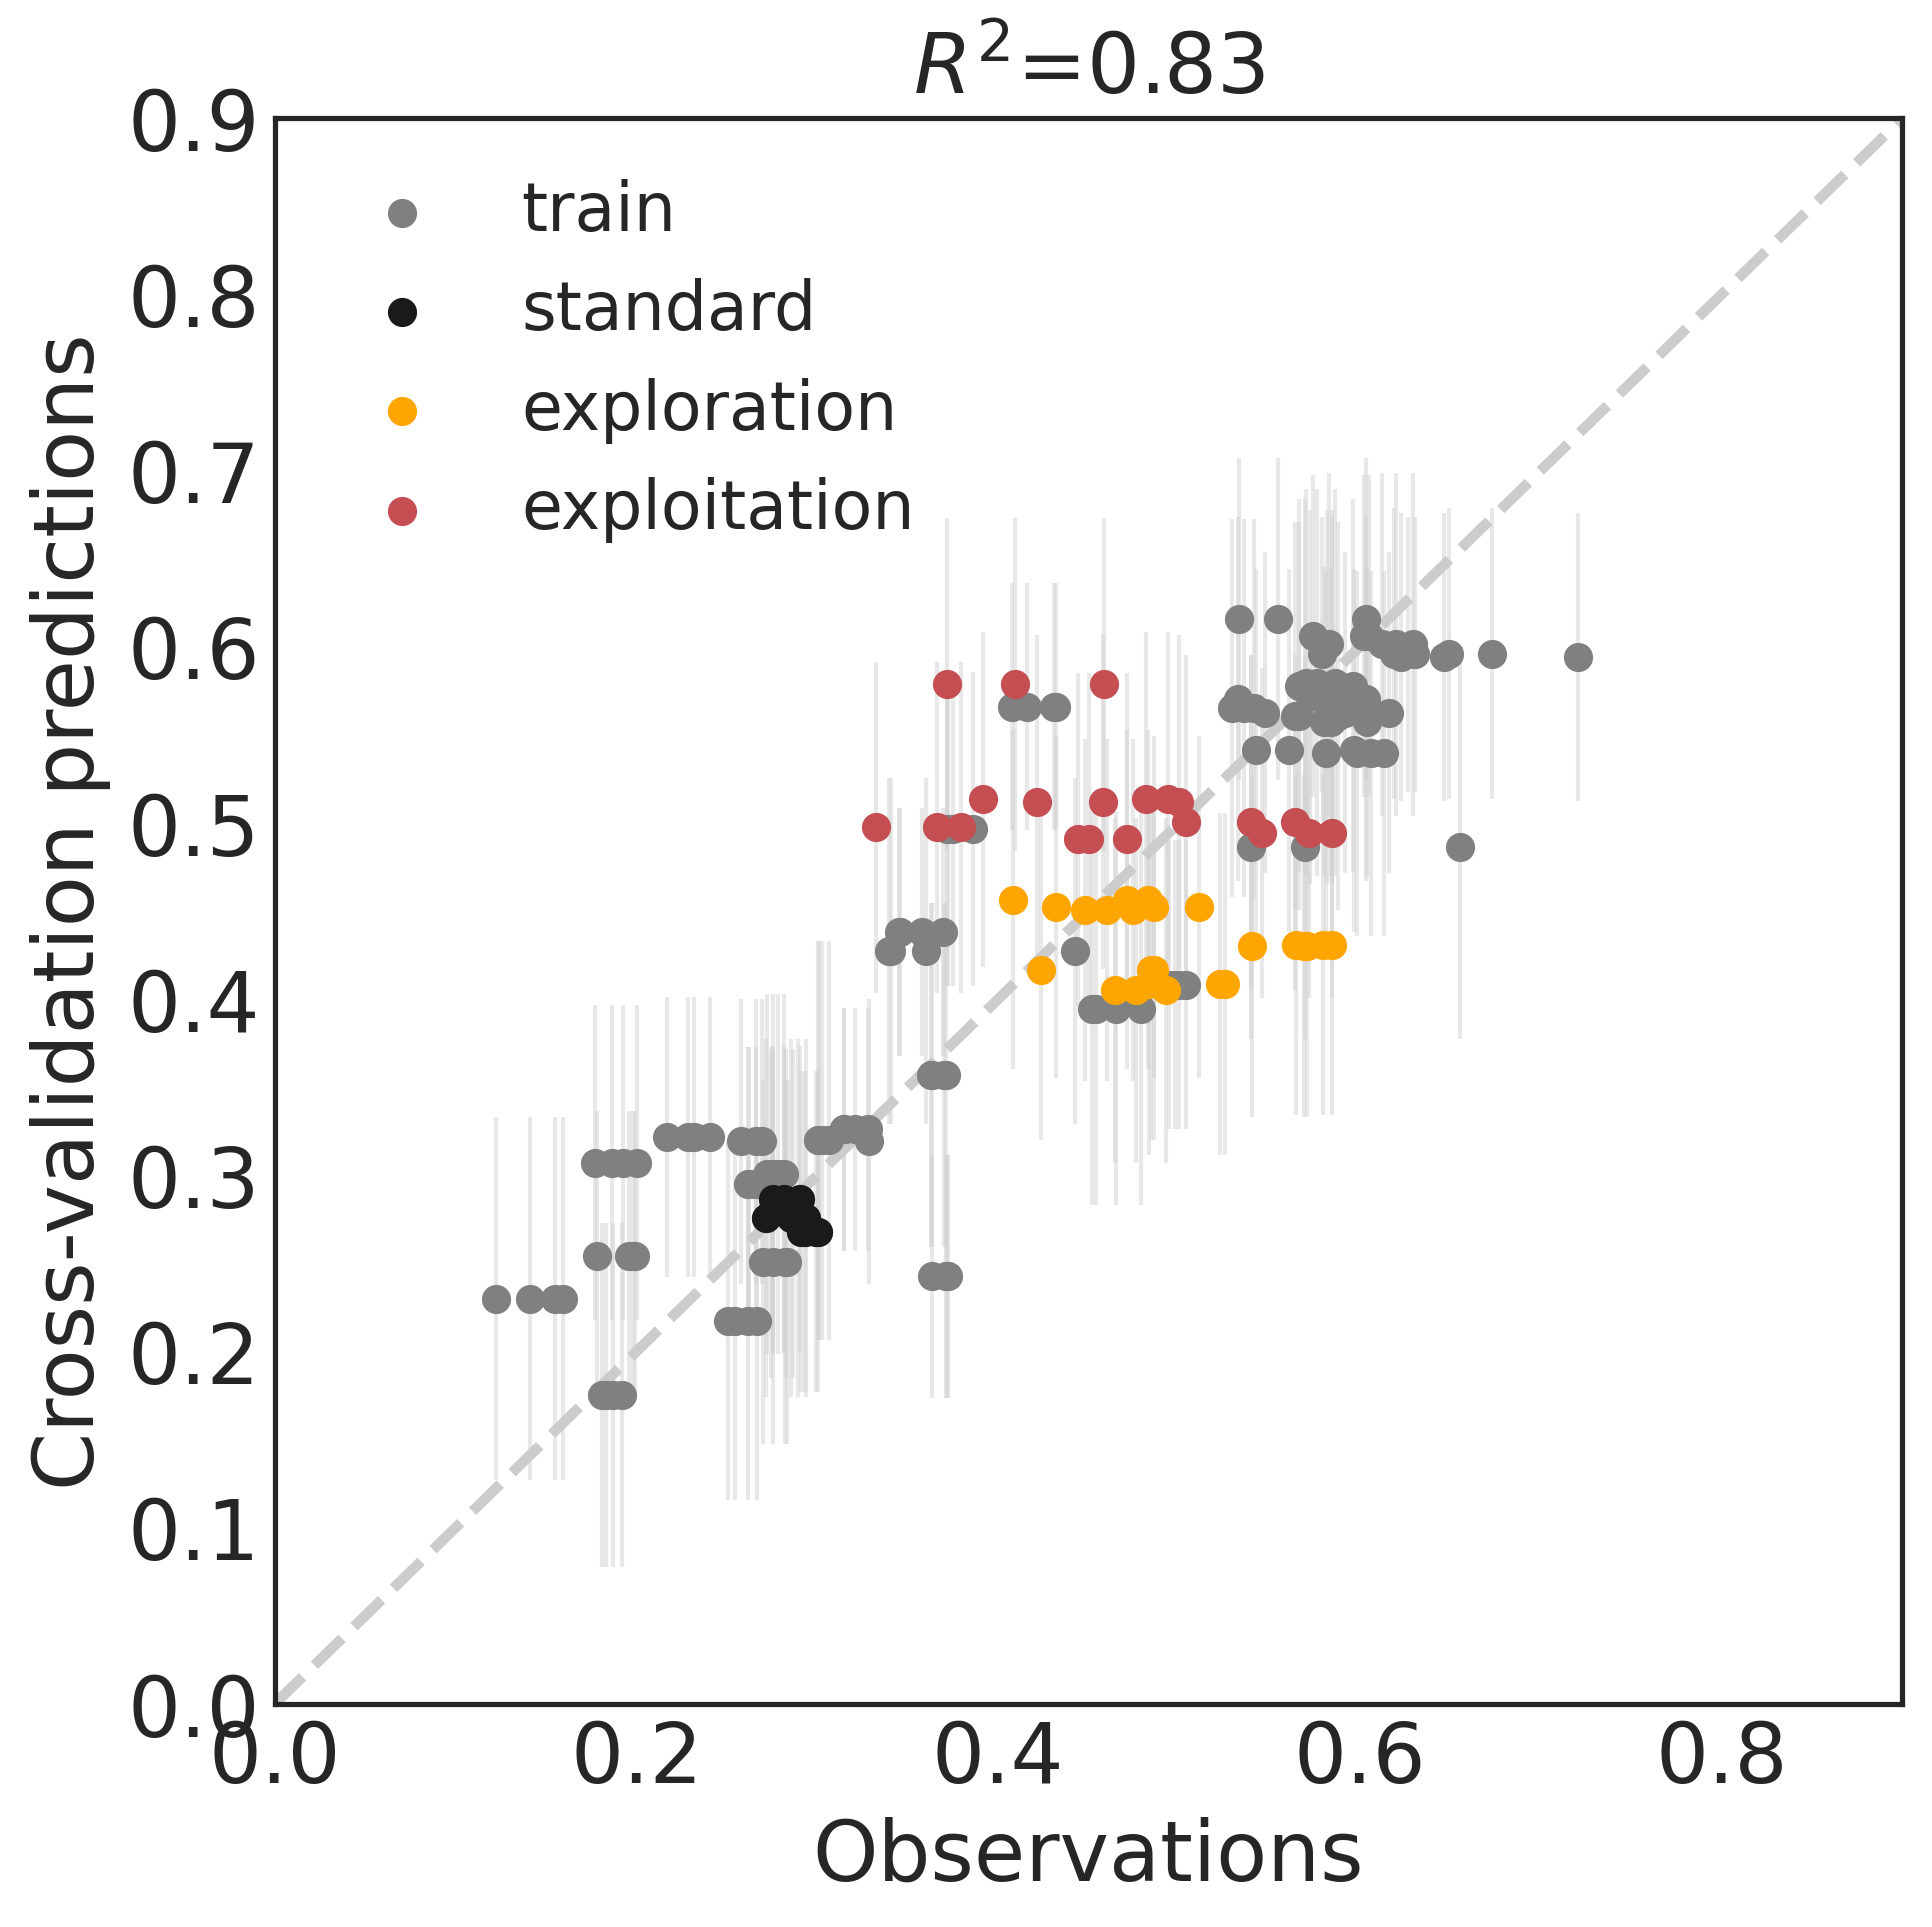 R²=0.83
0.9
0.8
0.7
0.6
0.5
0.4
0.3
0.2
0.1
0.0
Cross-validation predictions
train
standard
exploration
exploitation
0.0 0.2 0.4 0.6 0.8
Observations